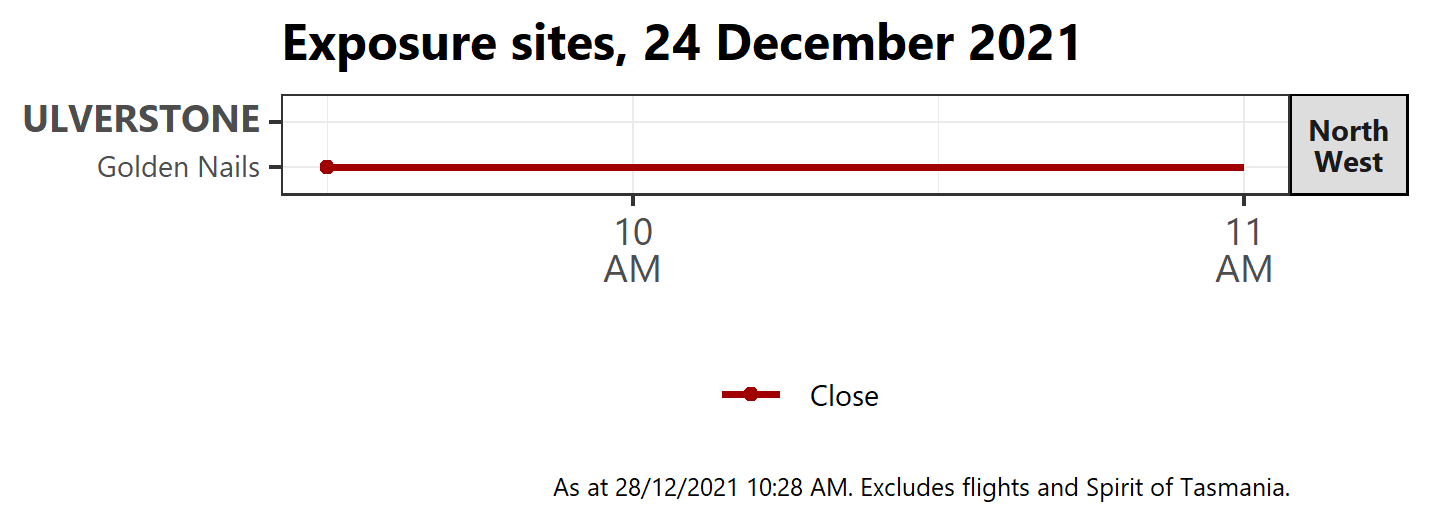 Exposure sites, 24 December 2021
ULVERSTONE
Golden Nails
North
West
10
AM
11
AM
Close
As at 28/12/2021 10:28 AM. Excludes flights and Spirit of Tasmania.